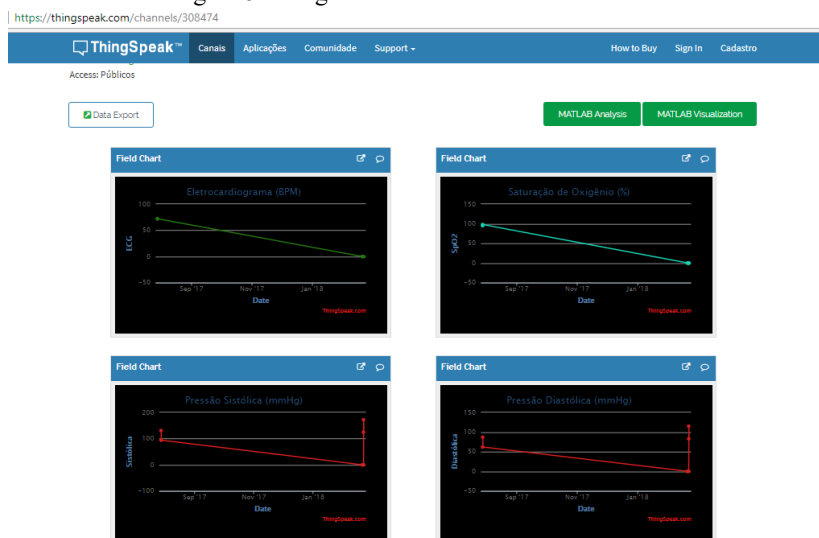 https://thingspeak.com/channels/308474
ThingSpeak™ Canais Aplicações Comunidade Support How to Buy Sign In Cadastro
Access: Públicos
Data Export MATLAB Analysis MATLAB Visualization
Field Chart
Eletrocardiograma (BPM)
100
50
0
-50
ECG
Sep '17 Nov '17 Jan '18
Date
ThingSpeak.com
Field Chart
Saturação de Oxigênio (%)
150
100
50
0
-50
SpO2
Sep '17 Nov '17 Jan '18
Date
ThingSpeak.com
Field Chart
Pressão Sistólica (mmHg)
200
100
0
-100
Sistólica
Sep '17 Nov '17 Jan '18
Date
ThingSpeak.com
Field Chart
Pressão Diastólica (mmHg)
150
100
50
0
-50
Diastólica
Sep '17 Nov '17 Jan '18
Date
ThingSpeak.com